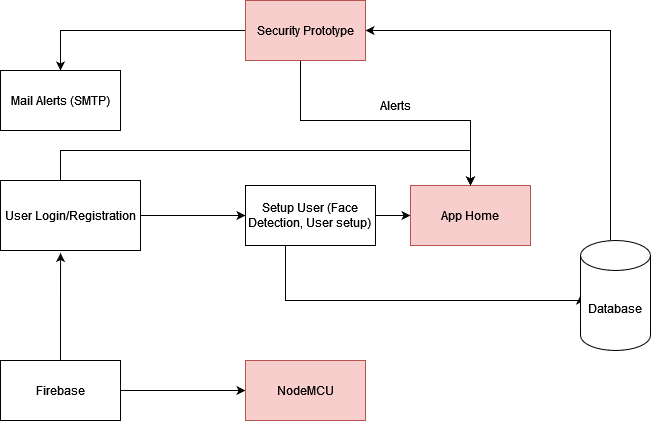 Security Prototype
Mail Alerts (SMTP)
Alerts
User Login/Registration
Setup User (Face
Detection, User setup)
App Home
Database
Firebase
NodeMCU